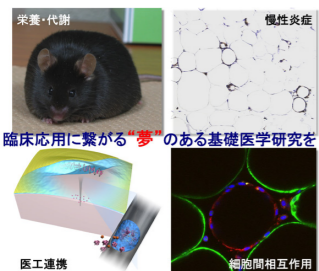 栄養・代謝
慢性炎症
臨床応用に繋がる“夢”のある基礎医学研究を
医工連携
細胞間相互作用